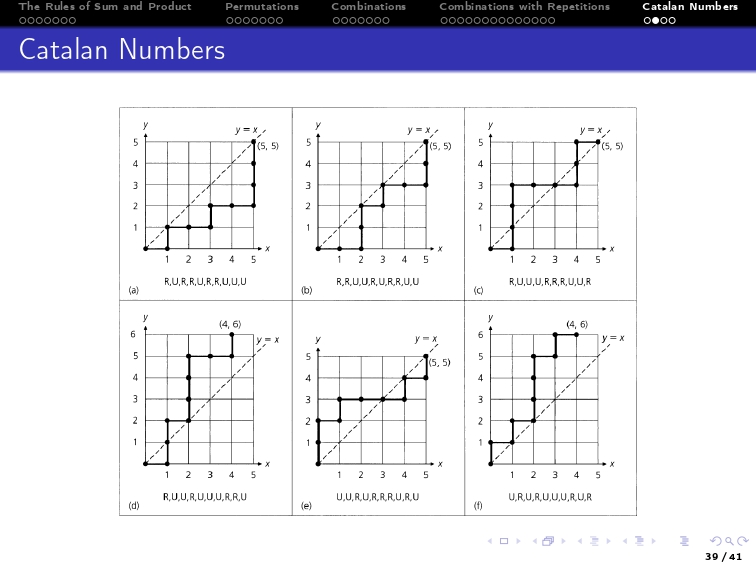 The Rules of Sum and Product Permutations Combinations Combinations with Repetitions Catalan Numbers
Catalan Numbers
y
y = x
(5, 5)
5
4
3
2
1
1 2 3 4 5
x
R,U,R,R,U,R,R,U,U,U
(a)
y
y = x
(5, 5)
5
4
3
2
1
1 2 3 4 5
x
R,R,U,U,R,U,R,R,U,U
(b)
y
y = x
(5, 5)
5
4
3
2
1
1 2 3 4 5
x
R,U,U,U,R,R,R,U,U,R
(c)
y
(4, 6)
y = x
6
5
4
3
2
1
1 2 3 4 5
x
R,U,U,R,U,U,U,R,R,U
(d)
y
y = x
(5, 5)
5
4
3
2
1
1 2 3 4 5
x
U,U,R,U,R,R,R,U,R,U
(e)
y
(4, 6)
y = x
6
5
4
3
2
1
1 2 3 4 5
x
U,R,U,R,U,U,U,R,U,R
(f)
39 / 41